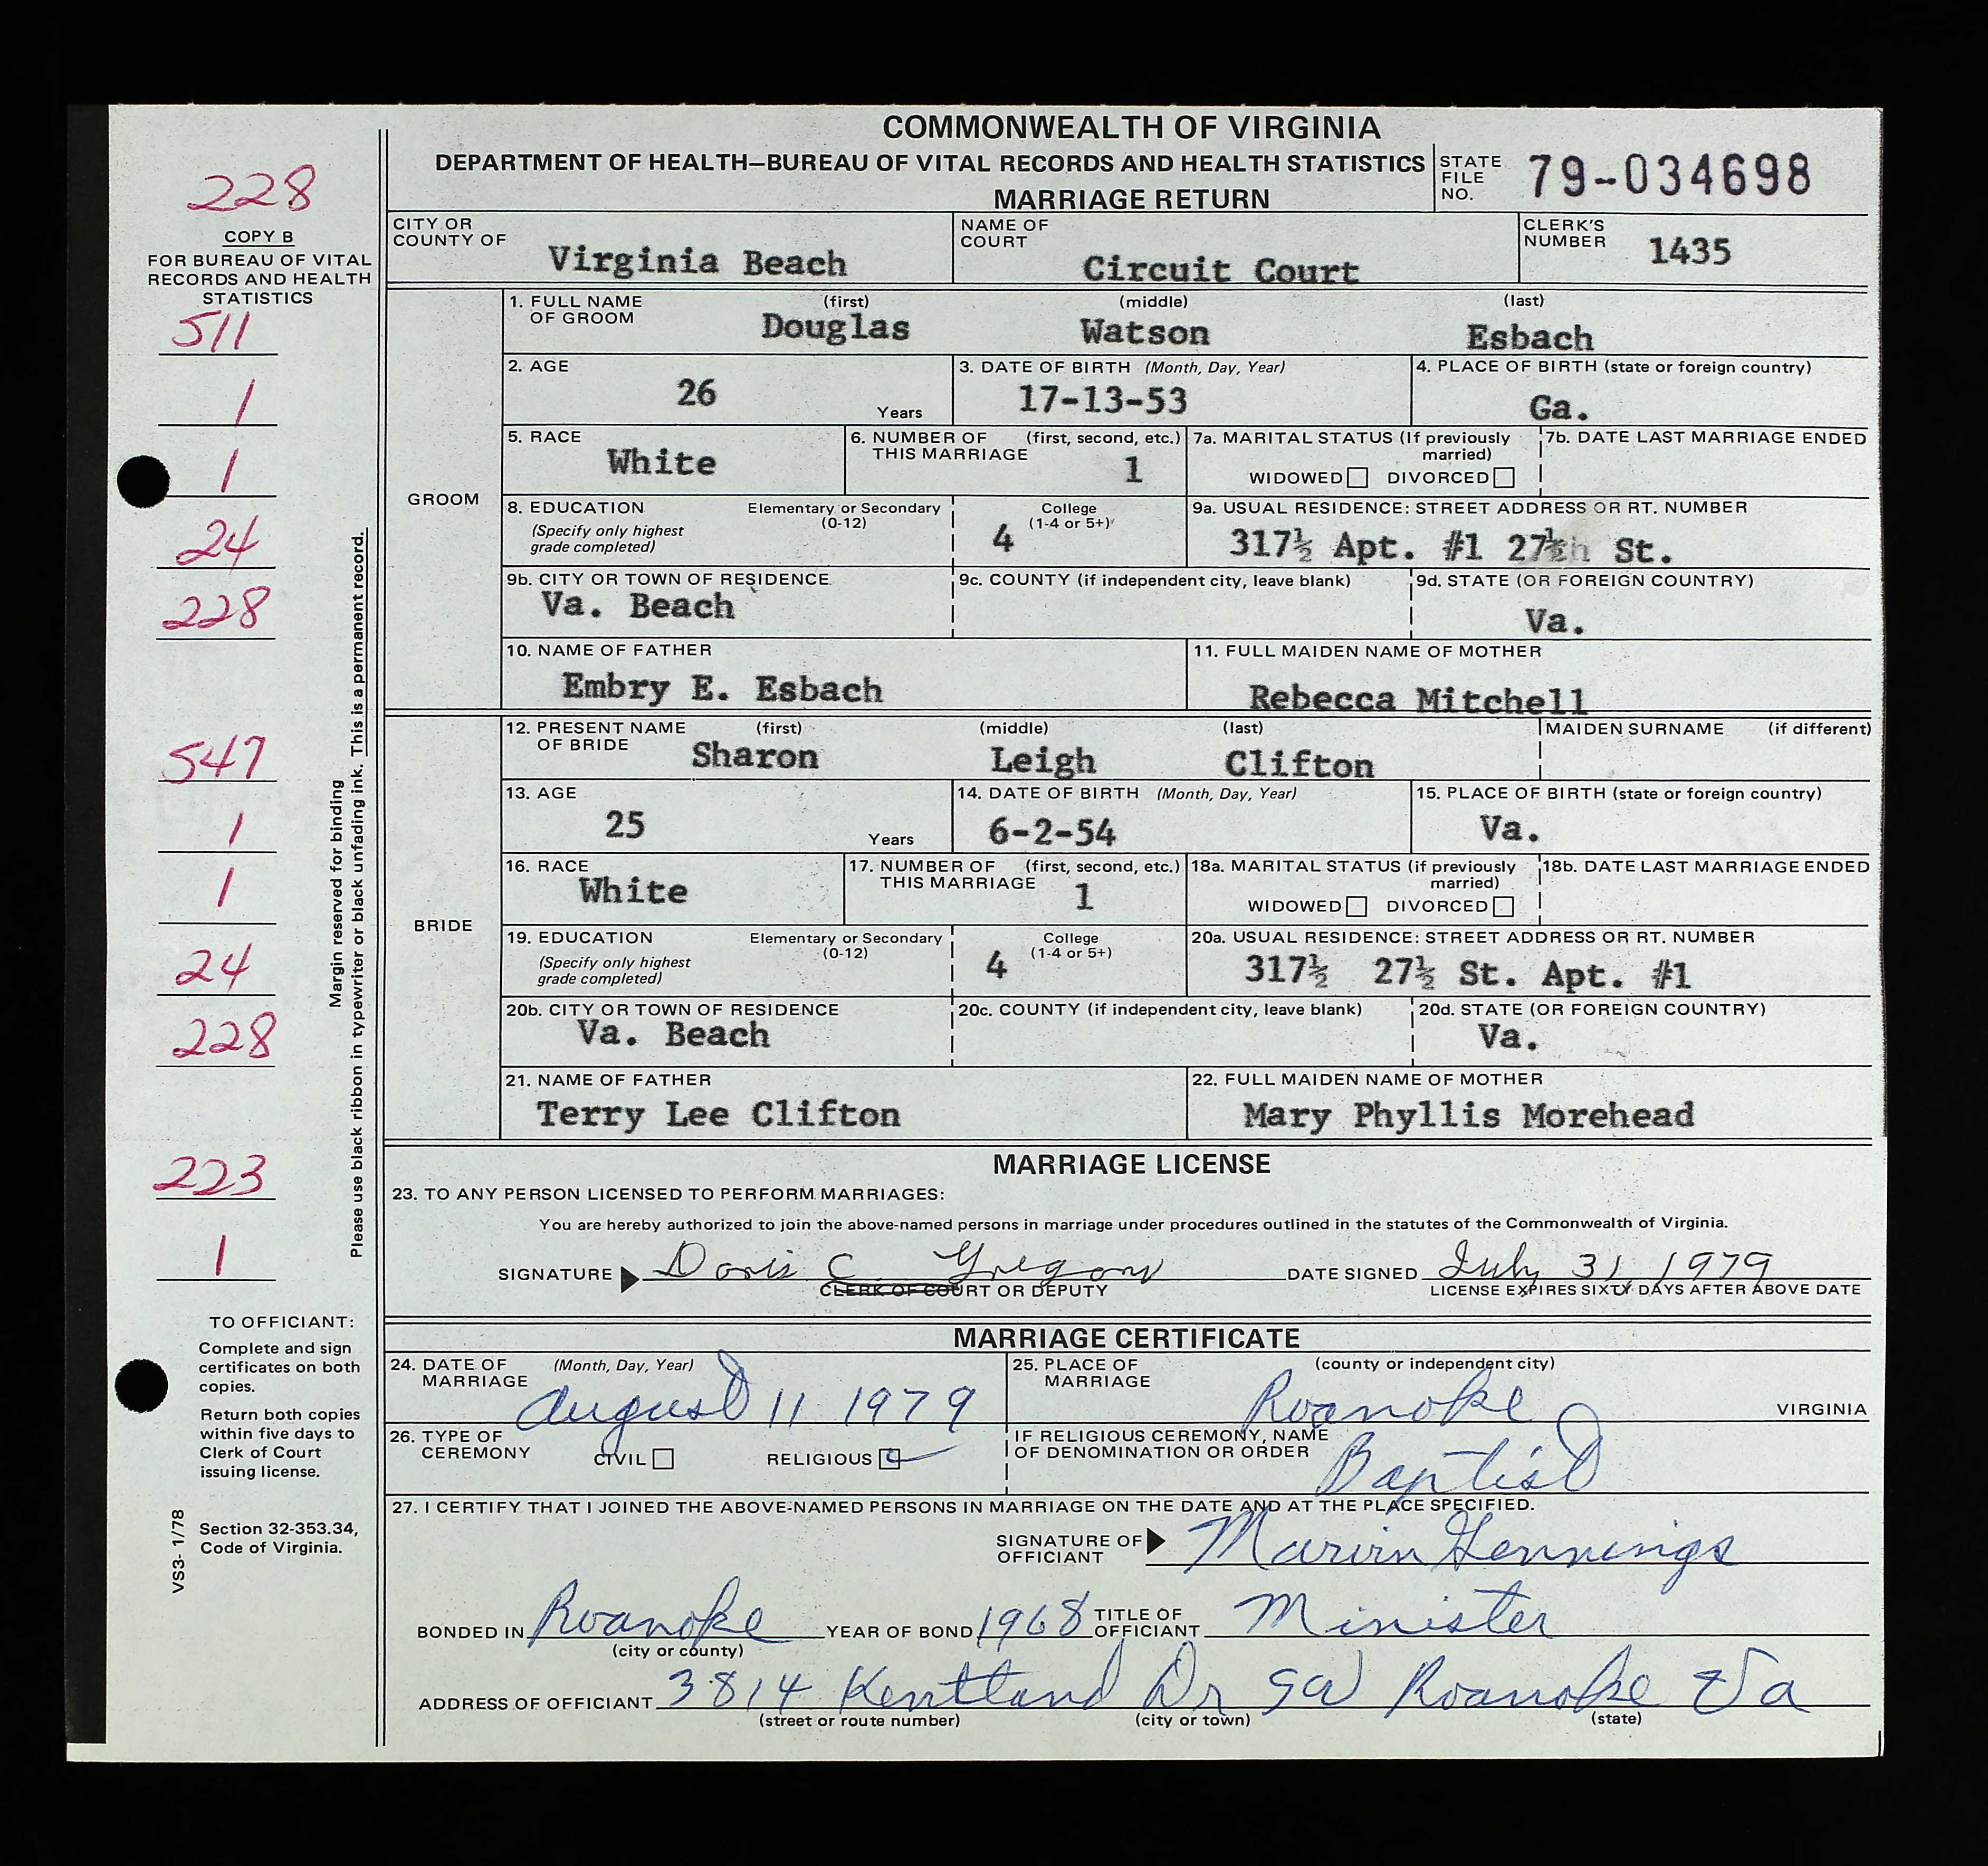 COMMONWEALTH OF VIRGINIA
DEPARTMENT OF HEALTH—BUREAU OF VITAL RECORDS AND HEALTH STATISTICS
MARRIAGE RETURN
STATE FILE NO. 79-034698
228
COPY B
FOR BUREAU OF VITAL
RECORDS AND HEALTH
STATISTICS
511
1
1
24
228
547
1
1
24
228
223
1
Margin reserved for binding
Please use black ribbon in typewriter or black unfading ink. This is a permanent record.
TO OFFICIANT:
Complete and sign
certificates on both
copies.
Return both copies
within five days to
Clerk of Court
issuing license.
Section 32-353.34,
Code of Virginia.
VS3- 1/78
CITY OR COUNTY OF Virginia Beach
NAME OF COURT Circuit Court
CLERK'S NUMBER 1435
GROOM
1. FULL NAME OF GROOM (first) Douglas (middle) Watson (last) Esbach
2. AGE 26 Years
3. DATE OF BIRTH (Month, Day, Year) 17-13-53
4. PLACE OF BIRTH (state or foreign country) Ga.
5. RACE White
6. NUMBER OF THIS MARRIAGE (first, second, etc.) 1
7a. MARITAL STATUS (If previously married) WIDOWED DIVORCED
7b. DATE LAST MARRIAGE ENDED
8. EDUCATION (Specify only highest grade completed) Elementary or Secondary (0-12) College (1-4 or 5+) 4
9a. USUAL RESIDENCE: STREET ADDRESS OR RT. NUMBER 317½ Apt. #1 27½ St.
9b. CITY OR TOWN OF RESIDENCE Va. Beach
9c. COUNTY (if independent city, leave blank)
9d. STATE (OR FOREIGN COUNTRY) Va.
10. NAME OF FATHER Embry E. Esbach
11. FULL MAIDEN NAME OF MOTHER Rebecca Mitchell
BRIDE
12. PRESENT NAME OF BRIDE (first) Sharon (middle) Leigh (last) Clifton MAIDEN SURNAME (if different)
13. AGE 25 Years
14. DATE OF BIRTH (Month, Day, Year) 6-2-54
15. PLACE OF BIRTH (state or foreign country) Va.
16. RACE White
17. NUMBER OF THIS MARRIAGE (first, second, etc.) 1
18a. MARITAL STATUS (if previously married) WIDOWED DIVORCED
18b. DATE LAST MARRIAGE ENDED
19. EDUCATION (Specify only highest grade completed) Elementary or Secondary (0-12) College (1-4 or 5+) 4
20a. USUAL RESIDENCE: STREET ADDRESS OR RT. NUMBER 317½ 27½ St. Apt. #1
20b. CITY OR TOWN OF RESIDENCE Va. Beach
20c. COUNTY (if independent city, leave blank)
20d. STATE (OR FOREIGN COUNTRY) Va.
21. NAME OF FATHER Terry Lee Clifton
22. FULL MAIDEN NAME OF MOTHER Mary Phyllis Morehead
MARRIAGE LICENSE
23. TO ANY PERSON LICENSED TO PERFORM MARRIAGES:
You are hereby authorized to join the above-named persons in marriage under procedures outlined in the statutes of the Commonwealth of Virginia.
SIGNATURE Doris C. Gregory DATE SIGNED July 31, 1979
CLERK OF COURT OR DEPUTY LICENSE EXPIRES SIXTY DAYS AFTER ABOVE DATE
MARRIAGE CERTIFICATE
24. DATE OF MARRIAGE (Month, Day, Year) August 11 1979
25. PLACE OF MARRIAGE (county or independent city) Roanoke VIRGINIA
26. TYPE OF CEREMONY CIVIL RELIGIOUS
IF RELIGIOUS CEREMONY, NAME OF DENOMINATION OR ORDER Baptist
27. I CERTIFY THAT I JOINED THE ABOVE-NAMED PERSONS IN MARRIAGE ON THE DATE AND AT THE PLACE SPECIFIED.
SIGNATURE OF OFFICIANT Marvin Gennings
BONDED IN Roanoke YEAR OF BOND 1968 TITLE OF OFFICIANT Minister
(city or county)
ADDRESS OF OFFICIANT 3814 Kentland Dr SW Roanoke Va
(street or route number) (city or town) (state)